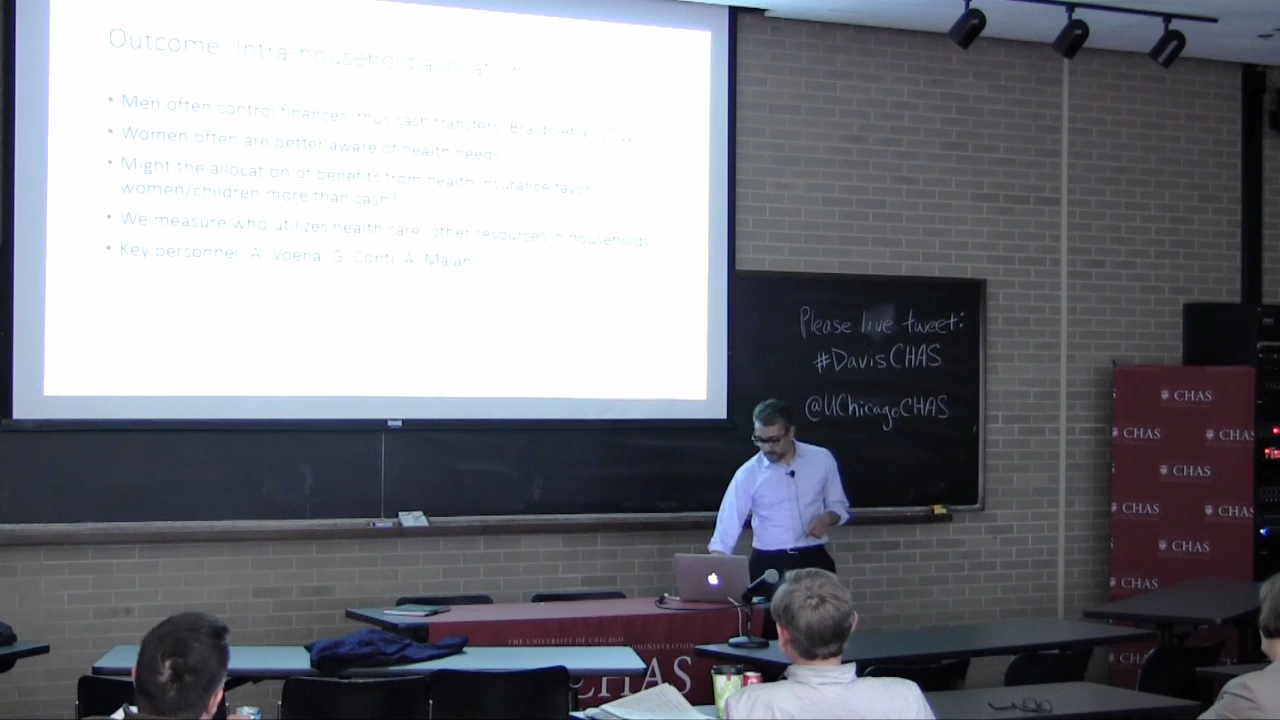 Outcome: Intra-household allocation
• Men often control finances, thus cash transfers
• Women often are better aware of health needs
• Might the allocation of benefits from health insurance favor
women/children more than cash?
• We measure who utilizes health care, other resources in households
• Key personnel: A. Voena, G. Conti, A. Malani
Please live tweet:
#DavisCHAS
@UChicagoCHAS
CHAS
CHAS
CHAS
CHAS
CHAS
CHAS
CHAS
CHAS
CHAS
THE UNIVERSITY OF CHICAGO
CHAS